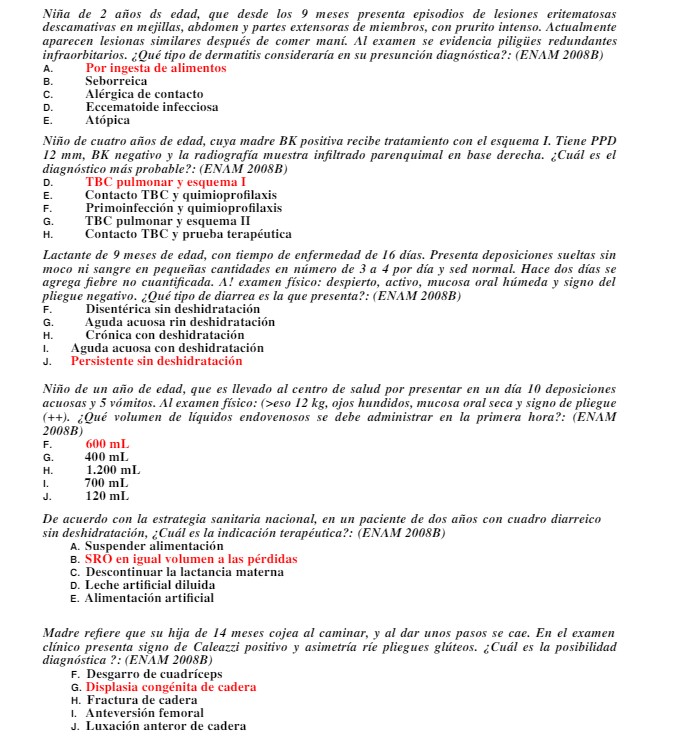 Niña de 2 años ds edad, que desde los 9 meses presenta episodios de lesiones eritematosas
descamativas en mejillas, abdomen y partes extensoras de miembros, con prurito intenso. Actualmente
aparecen lesiones similares después de comer maní. Al examen se evidencia piligües redundantes
infraorbitarios. ¿Qué tipo de dermatitis consideraría en su presunción diagnóstica?: (ENAM 2008B)
A. Por ingesta de alimentos
B. Seborreica
C. Alérgica de contacto
D. Eccematoide infecciosa
E. Atópica
Niño de cuatro años de edad, cuya madre BK positiva recibe tratamiento con el esquema I. Tiene PPD
12 mm, BK negativo y la radiografía muestra infiltrado parenquimal en base derecha. ¿Cuál es el
diagnóstico más probable?: (ENAM 2008B)
D. TBC pulmonar y esquema I
E. Contacto TBC y quimioprofilaxis
F. Primoinfección y quimioprofilaxis
G. TBC pulmonar y esquema II
H. Contacto TBC y prueba terapéutica
Lactante de 9 meses de edad, con tiempo de enfermedad de 16 días. Presenta deposiciones sueltas sin
moco ni sangre en pequeñas cantidades en número de 3 a 4 por día y sed normal. Hace dos días se
agrega fiebre no cuantificada. A! examen físico: despierto, activo, mucosa oral húmeda y signo del
pliegue negativo. ¿Qué tipo de diarrea es la que presenta?: (ENAM 2008B)
F. Disentérica sin deshidratación
G. Aguda acuosa rin deshidratación
H. Crónica con deshidratación
I. Aguda acuosa con deshidratación
J. Persistente sin deshidratación
Niño de un año de edad, que es llevado al centro de salud por presentar en un día 10 deposiciones
acuosas y 5 vómitos. Al examen físico: (>eso 12 kg, ojos hundidos, mucosa oral seca y signo de pliegue
(++). ¿Qué volumen de líquidos endovenosos se debe administrar en la primera hora?: (ENAM
2008B)
F. 600 mL
G. 400 mL
H. 1.200 mL
I. 700 mL
J. 120 mL
De acuerdo con la estrategia sanitaria nacional, en un paciente de dos años con cuadro diarreico
sin deshidratación, ¿Cuál es la indicación terapéutica?: (ENAM 2008B)
A. Suspender alimentación
B. SRO en igual volumen a las pérdidas
C. Descontinuar la lactancia materna
D. Leche artificial diluida
E. Alimentación artificial
Madre refiere que su hija de 14 meses cojea al caminar, y al dar unos pasos se cae. En el examen
clínico presenta signo de Caleazzi positivo y asimetría ríe pliegues glúteos. ¿Cuál es la posibilidad
diagnóstica ?: (ENAM 2008B)
F. Desgarro de cuadríceps
G. Displasia congénita de cadera
H. Fractura de cadera
I. Anteversión femoral
J. Luxación anteror de cadera